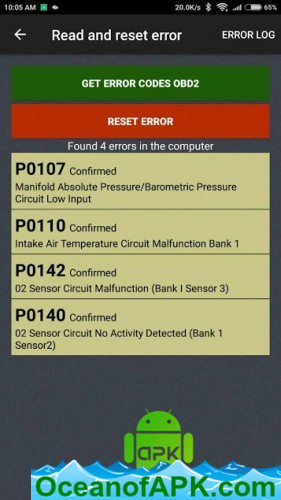 10:05 AM 20.0K/s 65%
Read and reset error ERROR LOG
GET ERROR CODES OBD2
RESET ERROR
Found 4 errors in the computer
P0107 Confirmed
Manifold Absolute Pressure/Barometric Pressure
Circuit Low Input
P0110 Confirmed
Intake Air Temperature Circuit Malfunction Bank 1
P0142 Confirmed
02 Sensor Circuit Malfunction (Bank I Sensor 3)
P0140 Confirmed
02 Sensor Circuit No Activity Detected (Bank 1
Sensor2)
APK
OceanofAPK.com